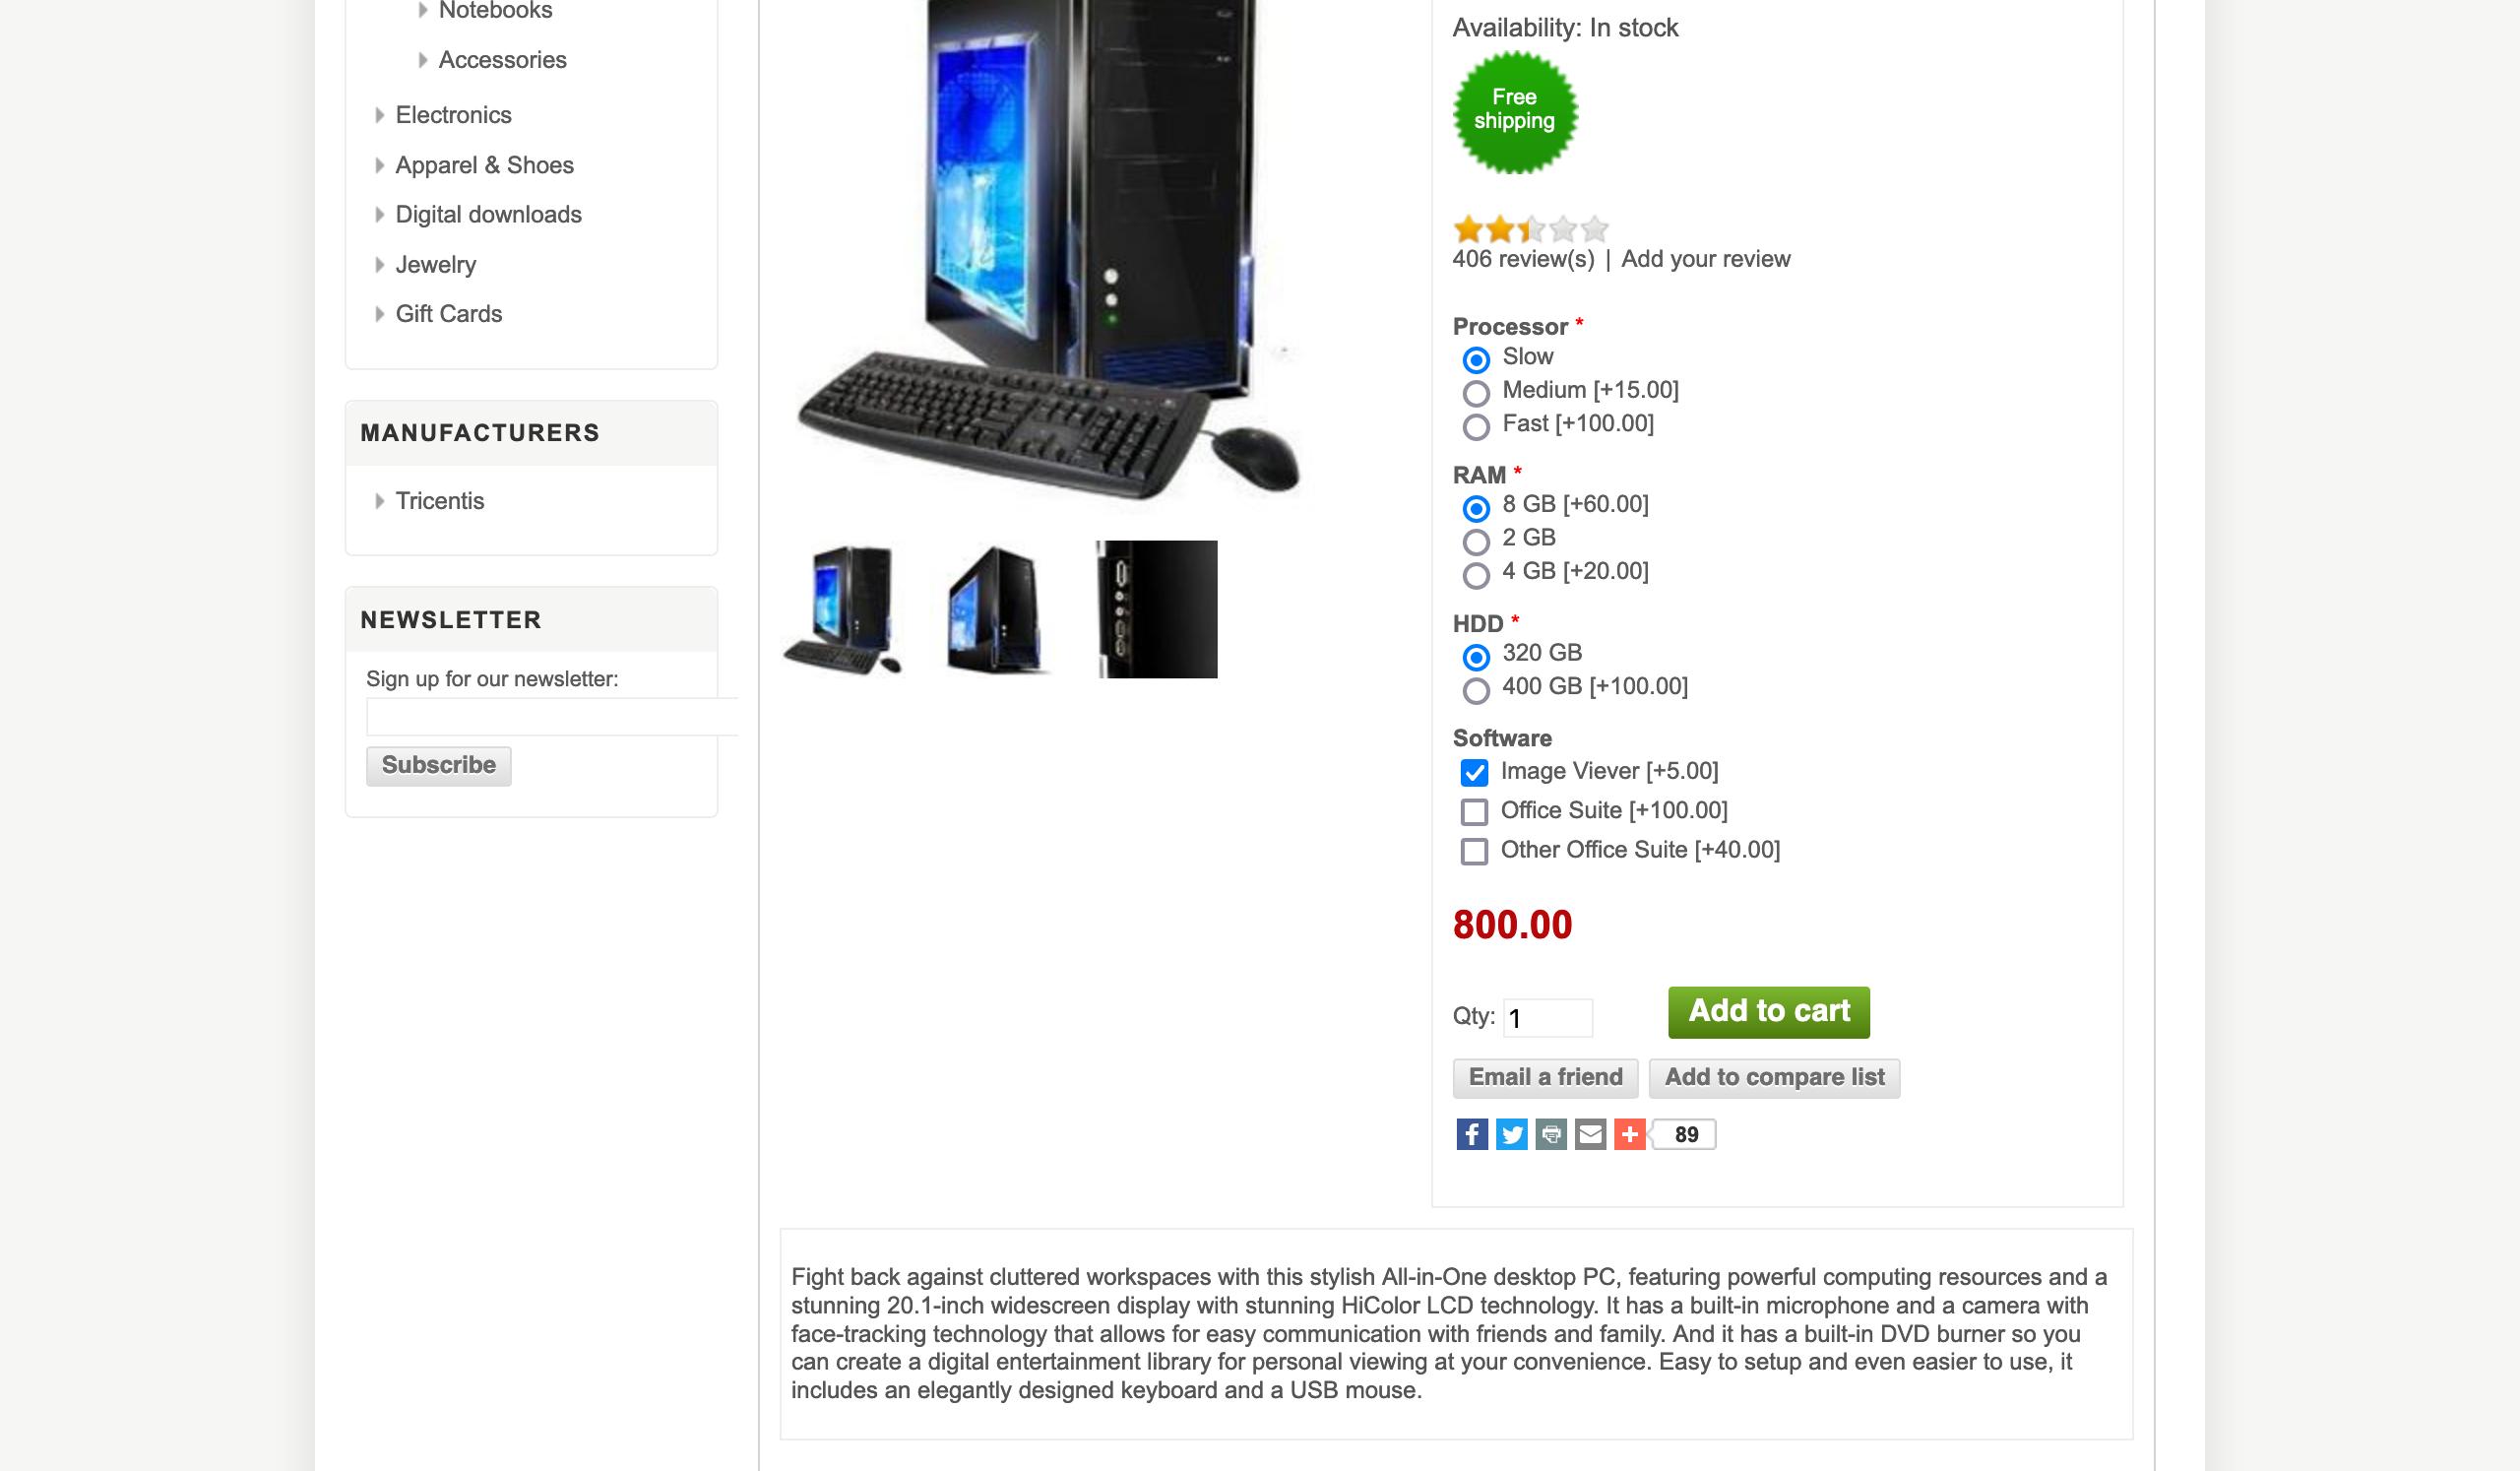 Notebooks
Accessories
Electronics
Apparel & Shoes
Digital downloads
Jewelry
Gift Cards
MANUFACTURERS
Tricentis
NEWSLETTER
Sign up for our newsletter:
Subscribe
Availability: In stock
Free
shipping
406 review(s) | Add your review
Processor *
Slow
Medium [+15.00]
Fast [+100.00]
RAM *
8 GB [+60.00]
2 GB
4 GB [+20.00]
HDD *
320 GB
400 GB [+100.00]
Software
Image Viever [+5.00]
Office Suite [+100.00]
Other Office Suite [+40.00]
800.00
Qty: 1 Add to cart
Email a friend Add to compare list
89
Fight back against cluttered workspaces with this stylish All-in-One desktop PC, featuring powerful computing resources and a
stunning 20.1-inch widescreen display with stunning HiColor LCD technology. It has a built-in microphone and a camera with
face-tracking technology that allows for easy communication with friends and family. And it has a built-in DVD burner so you
can create a digital entertainment library for personal viewing at your convenience. Easy to setup and even easier to use, it
includes an elegantly designed keyboard and a USB mouse.